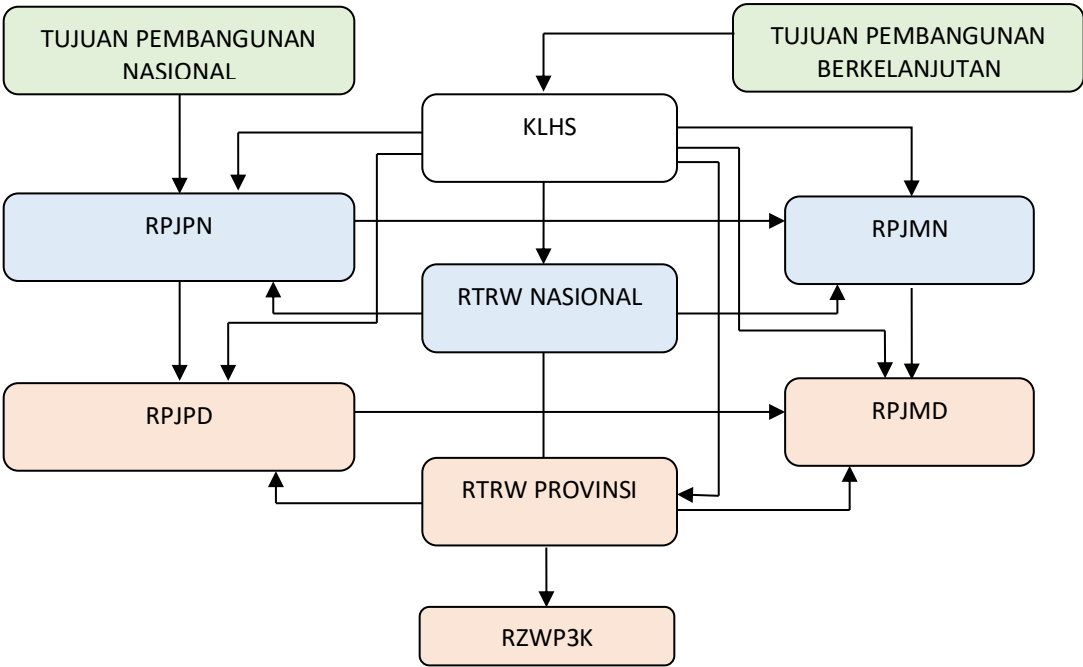 TUJUAN PEMBANGUNAN
NASIONAL
TUJUAN PEMBANGUNAN
BERKELANJUTAN
KLHS
RPJPN
RPJMN
RTRW NASIONAL
RPJPD
RPJMD
RTRW PROVINSI
RZWP3K